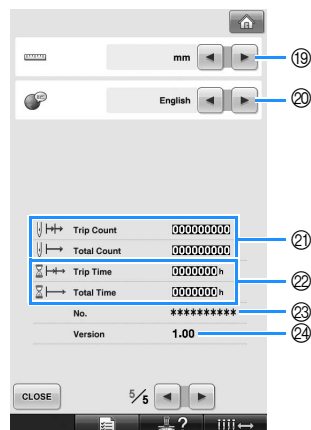 mm ⑲
English ⑳
Trip Count 000000000
Total Count 000000000 ㉑
Trip Time 0000000 h
Total Time 0000000 h ㉒
No. ********** ㉓
Version 1.00 ㉔
CLOSE 5/5
?